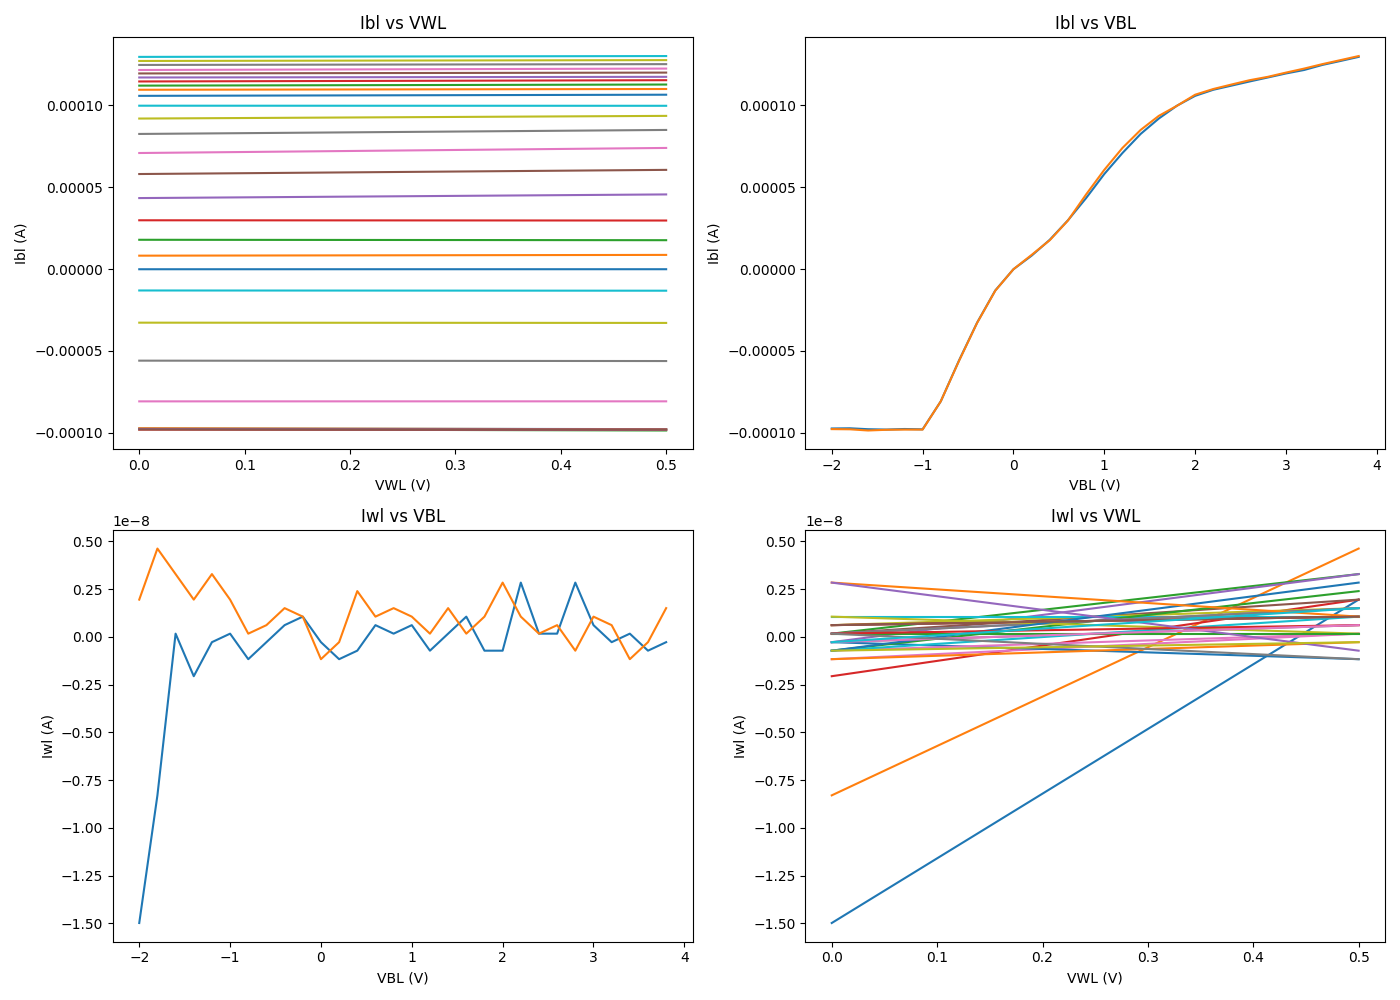 Ibl vs VWL
Ibl (A)
0.00010
0.00005
0.00000
−0.00005
−0.00010
0.0 0.1 0.2 0.3 0.4 0.5
VWL (V)
Ibl vs VBL
Ibl (A)
0.00010
0.00005
0.00000
−0.00005
−0.00010
−2 −1 0 1 2 3 4
VBL (V)
Iwl vs VBL
1e−8
Iwl (A)
0.50
0.25
0.00
−0.25
−0.50
−0.75
−1.00
−1.25
−1.50
−2 −1 0 1 2 3 4
VBL (V)
Iwl vs VWL
1e−8
Iwl (A)
0.50
0.25
0.00
−0.25
−0.50
−0.75
−1.00
−1.25
−1.50
0.0 0.1 0.2 0.3 0.4 0.5
VWL (V)